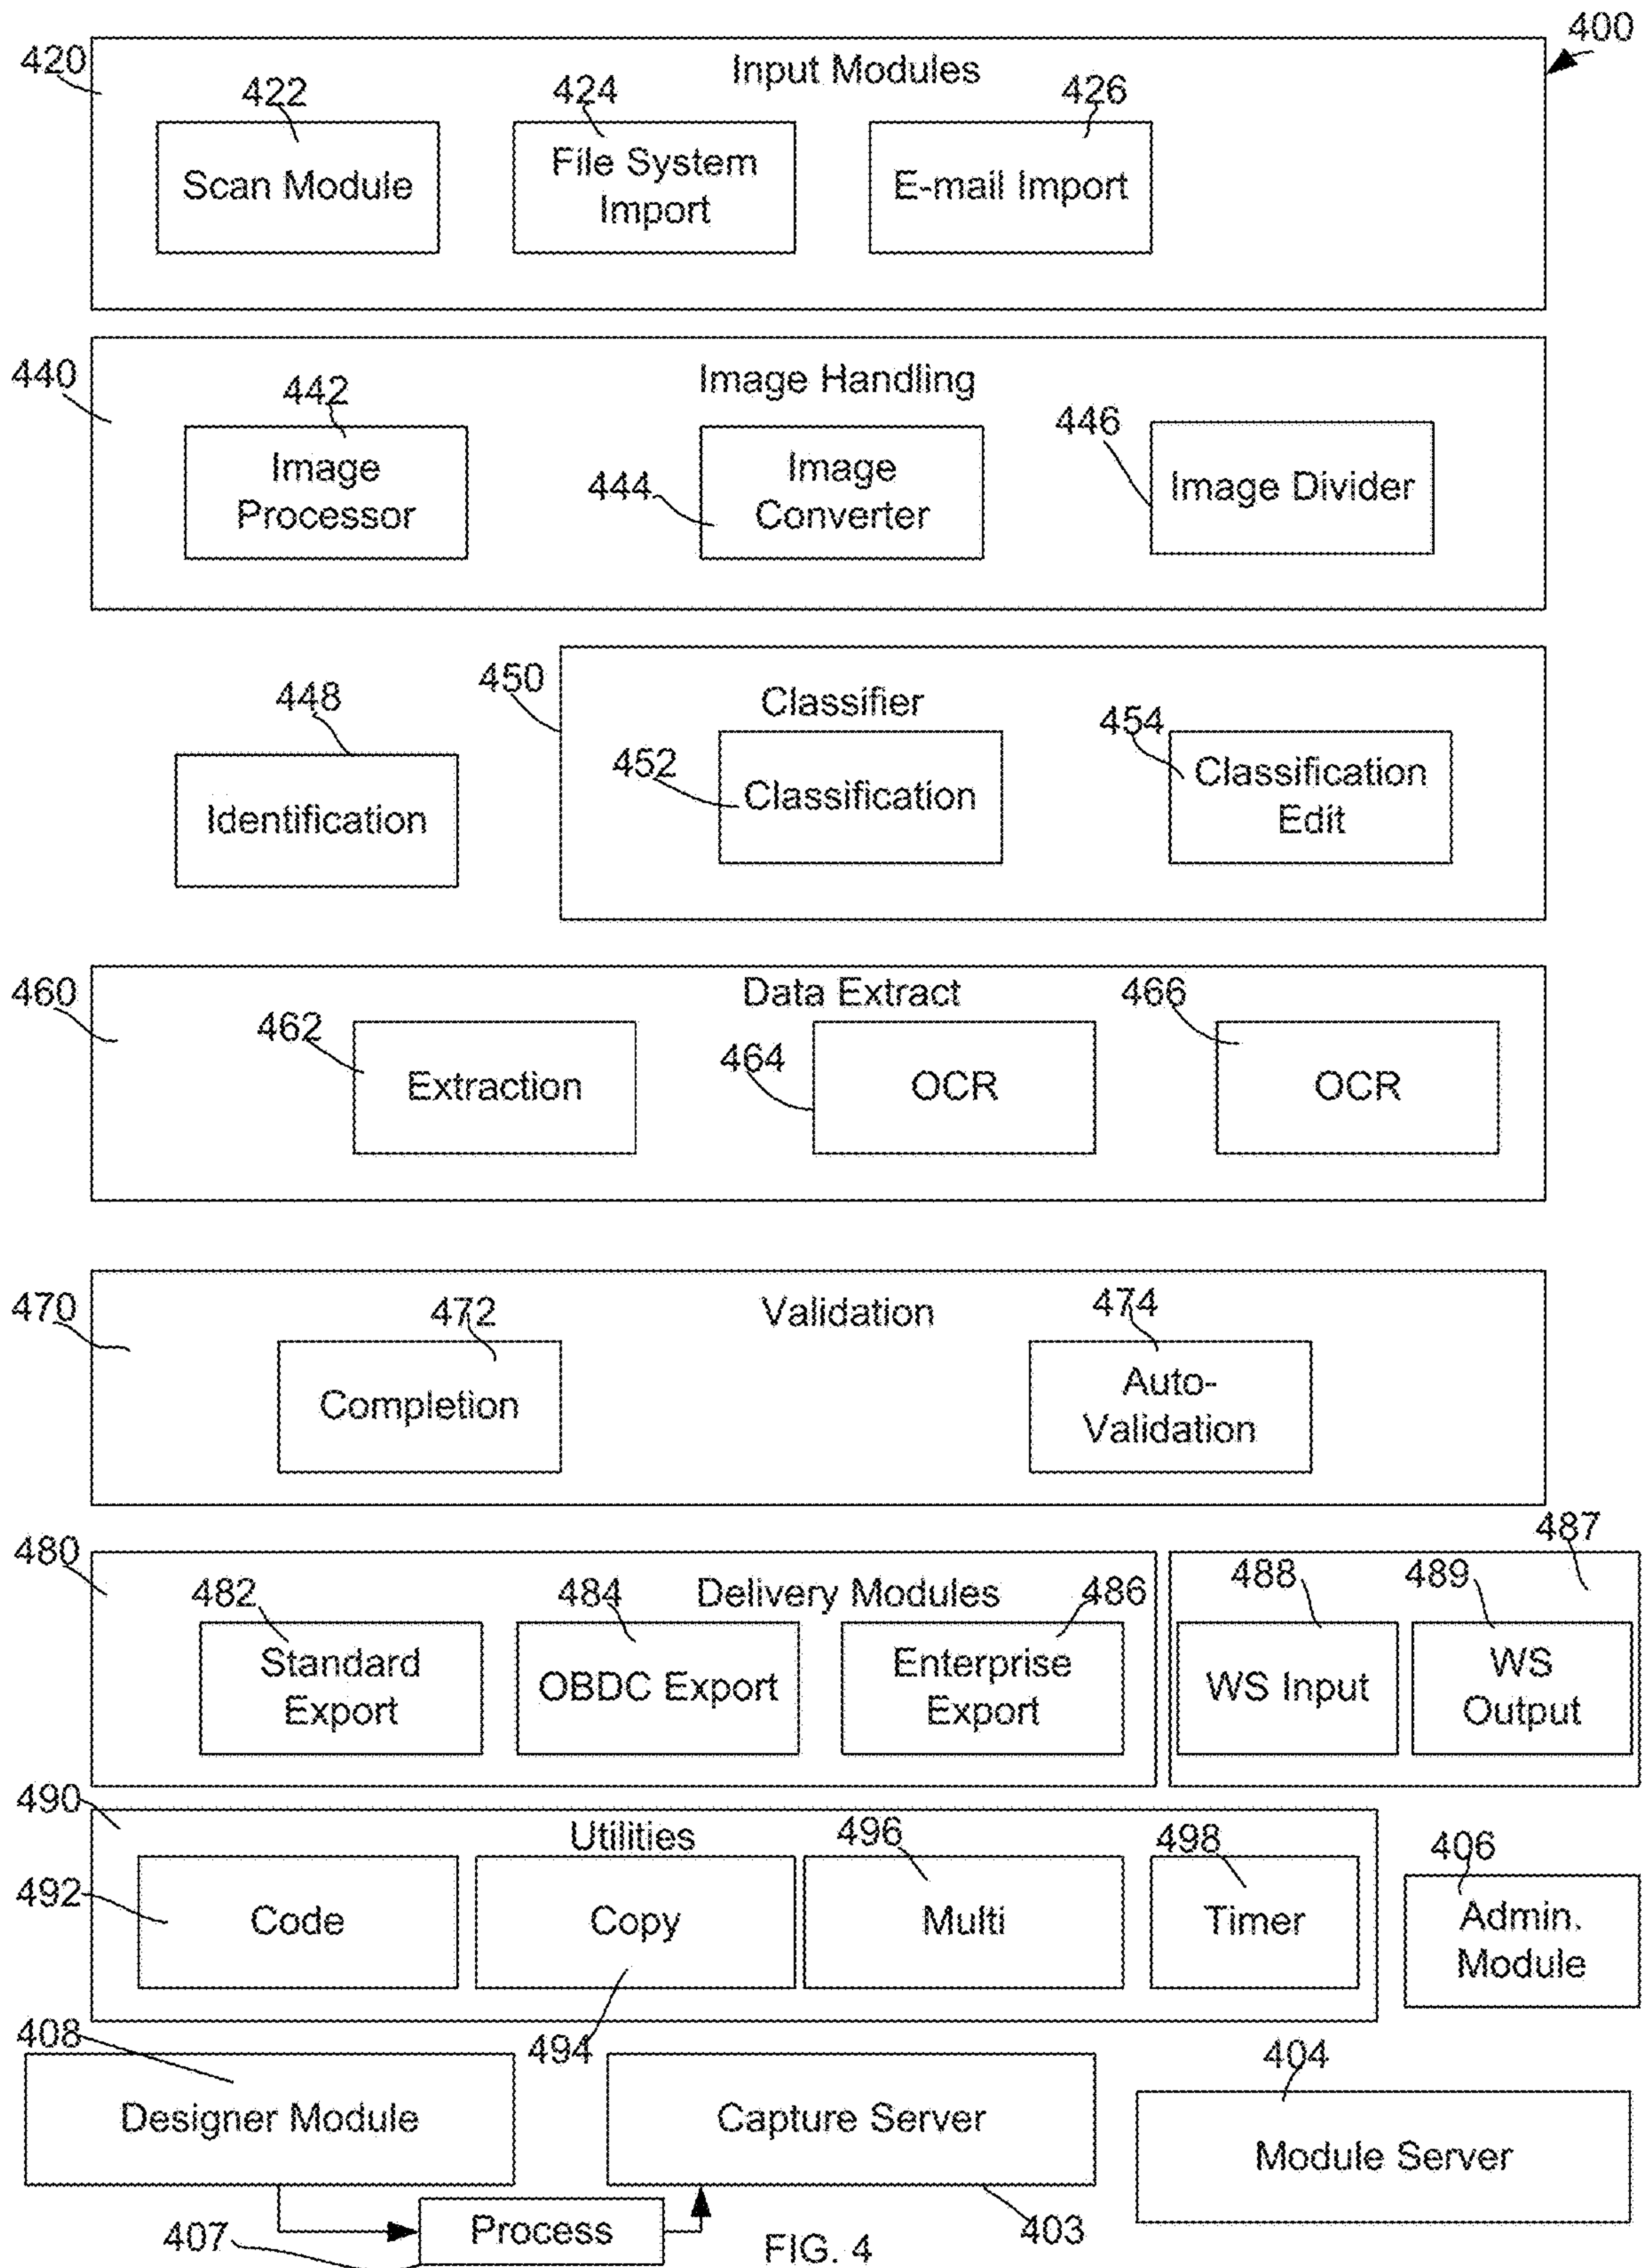 400
420
Input Modules
422
424
426
Scan Module
File System
Import
E-mail Import
440
Image Handling
442
444
446
Image
Processor
Image
Converter
Image Divider
448
Identification
450
Classifier
452
454
Classification
Classification
Edit
460
Data Extract
462
464
466
Extraction
OCR
OCR
470
Validation
472
474
Completion
Auto-
Validation
480
Delivery Modules
482
484
486
Standard
Export
OBDC Export
Enterprise
Export
487
488
489
WS Input
WS
Output
490
Utilities
492
496
498
Code
Copy
Multi
Timer
494
406
Admin.
Module
408
Designer Module
Capture Server
404
Module Server
407
Process
403
FIG. 4